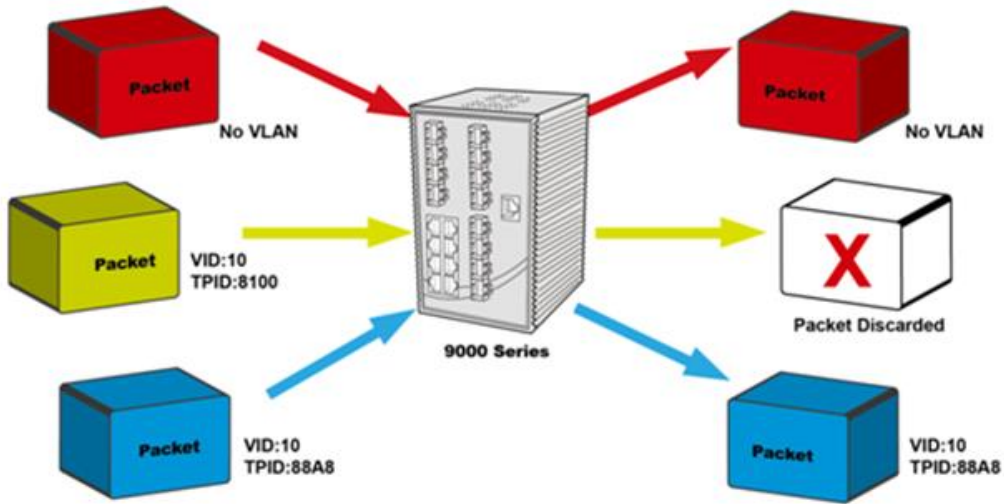 Packet
No VLAN
Packet
No VLAN
Packet
VID:10
TPID:8100
X
Packet Discarded
9000 Series
Packet
VID:10
TPID:88A8
Packet
VID:10
TPID:88A8